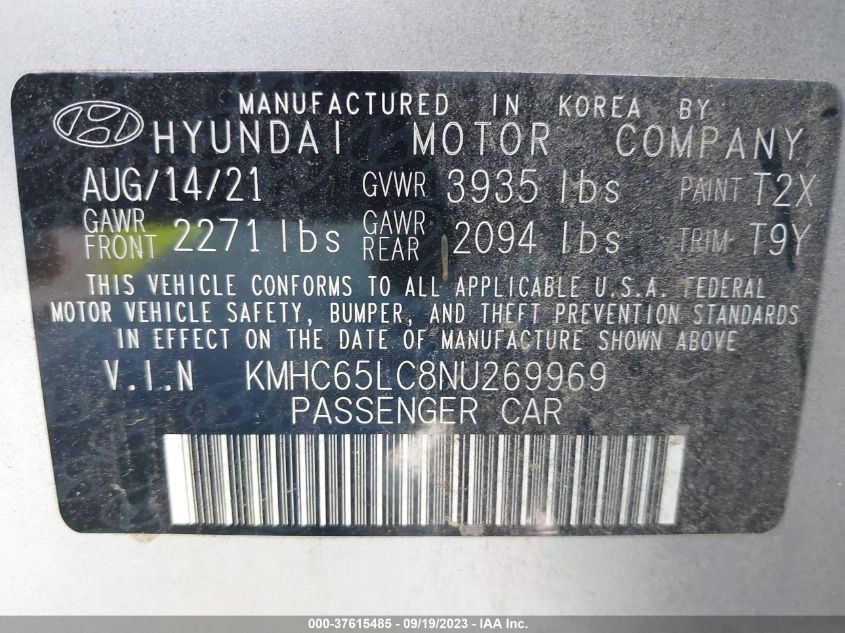 MANUFACTURED IN KOREA BY
HYUNDAI MOTOR COMPANY
AUG/14/21 GVWR 3935 lbs PAINT T2X
GAWR FRONT 2271 lbs GAWR REAR 2094 lbs TRIM T9Y
THIS VEHICLE CONFORMS TO ALL APPLICABLE U.S.A. FEDERAL
MOTOR VEHICLE SAFETY, BUMPER, AND THEFT PREVENTION STANDARDS
IN EFFECT ON THE DATE OF MANUFACTURE SHOWN ABOVE
V.I.N KMHC65LC8NU269969
PASSENGER CAR
000-37615485 - 09/19/2023 - IAAI.COM